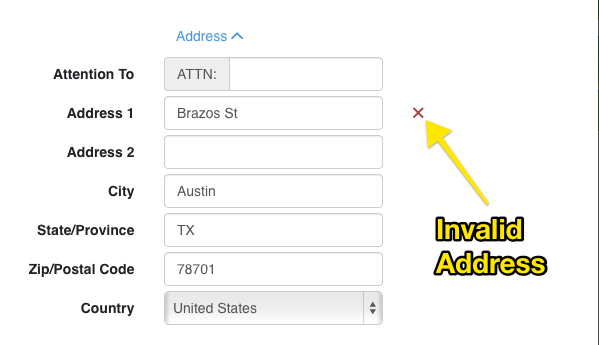 Address
Attention To ATTN:
Address 1 Brazos St
Address 2
City Austin
State/Province TX
Zip/Postal Code 78701
Country United States
Invalid
Address